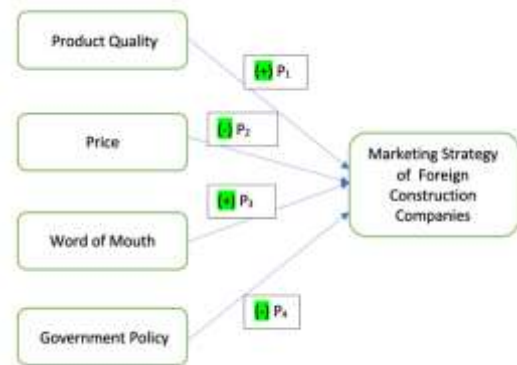 Product Quality
(+) P₁
Price
(-) P₂
Marketing Strategy
of Foreign
Construction
Companies
Word of Mouth
(+) P₃
Government Policy
(-) P₄